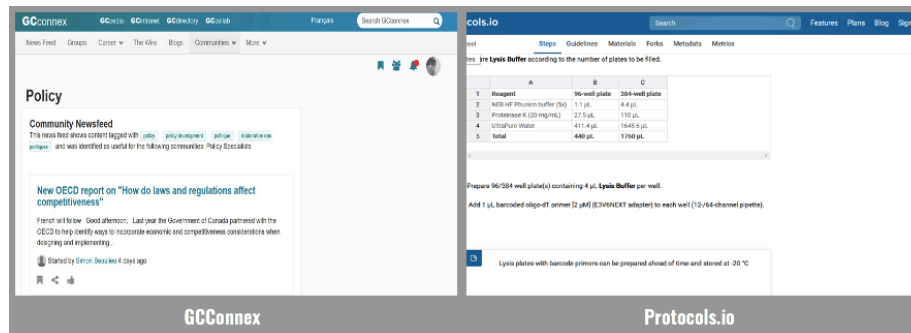 GCconnex GCpedia GCintranet GCdirectory GCcollab Français Search GCconnex
News Feed Groups Career The Wire Blogs Communities More
Policy
Community Newsfeed
This news feed shows content tagged with policy policy development politique élaboration des
politiques and was identified as useful for the following communities: Policy Specialists
New OECD report on "How do laws and regulations affect
competitiveness"
French will follow Good afternoon, Last year the Government of Canada partnered with the
OECD to help identify ways to incorporate economic and competitiveness considerations when
designing and implementing...
Started by Simon Beaulieu 4 days ago
GCConnex
cols.io Search Features Plans Blog Sign
ocol Steps Guidelines Materials Forks Metadata Metrics
are Lysis Buffer according to the number of plates to be filled.
A B C
1 Reagent 96-well plate 384-well plate
2 NEB HF Phusion buffer (5x) 1.1 µL 4.4 µL
3 Proteinase K (20 mg/mL) 27.5 µL 110 µL
4 UltraPure Water 411.4 µL 1645.6 µL
5 Total 440 µL 1760 µL
Prepare 96/384 well plate(s) containing 4 µL Lysis Buffer per well.
Add 1 µL barcoded oligo-dT primer [2 µM] (E3V6NEXT adapter) to each well (12-/64-channel pipette).
Lysis plates with barcode primers can be prepared ahead of time and stored at -20 °C
Protocols.io